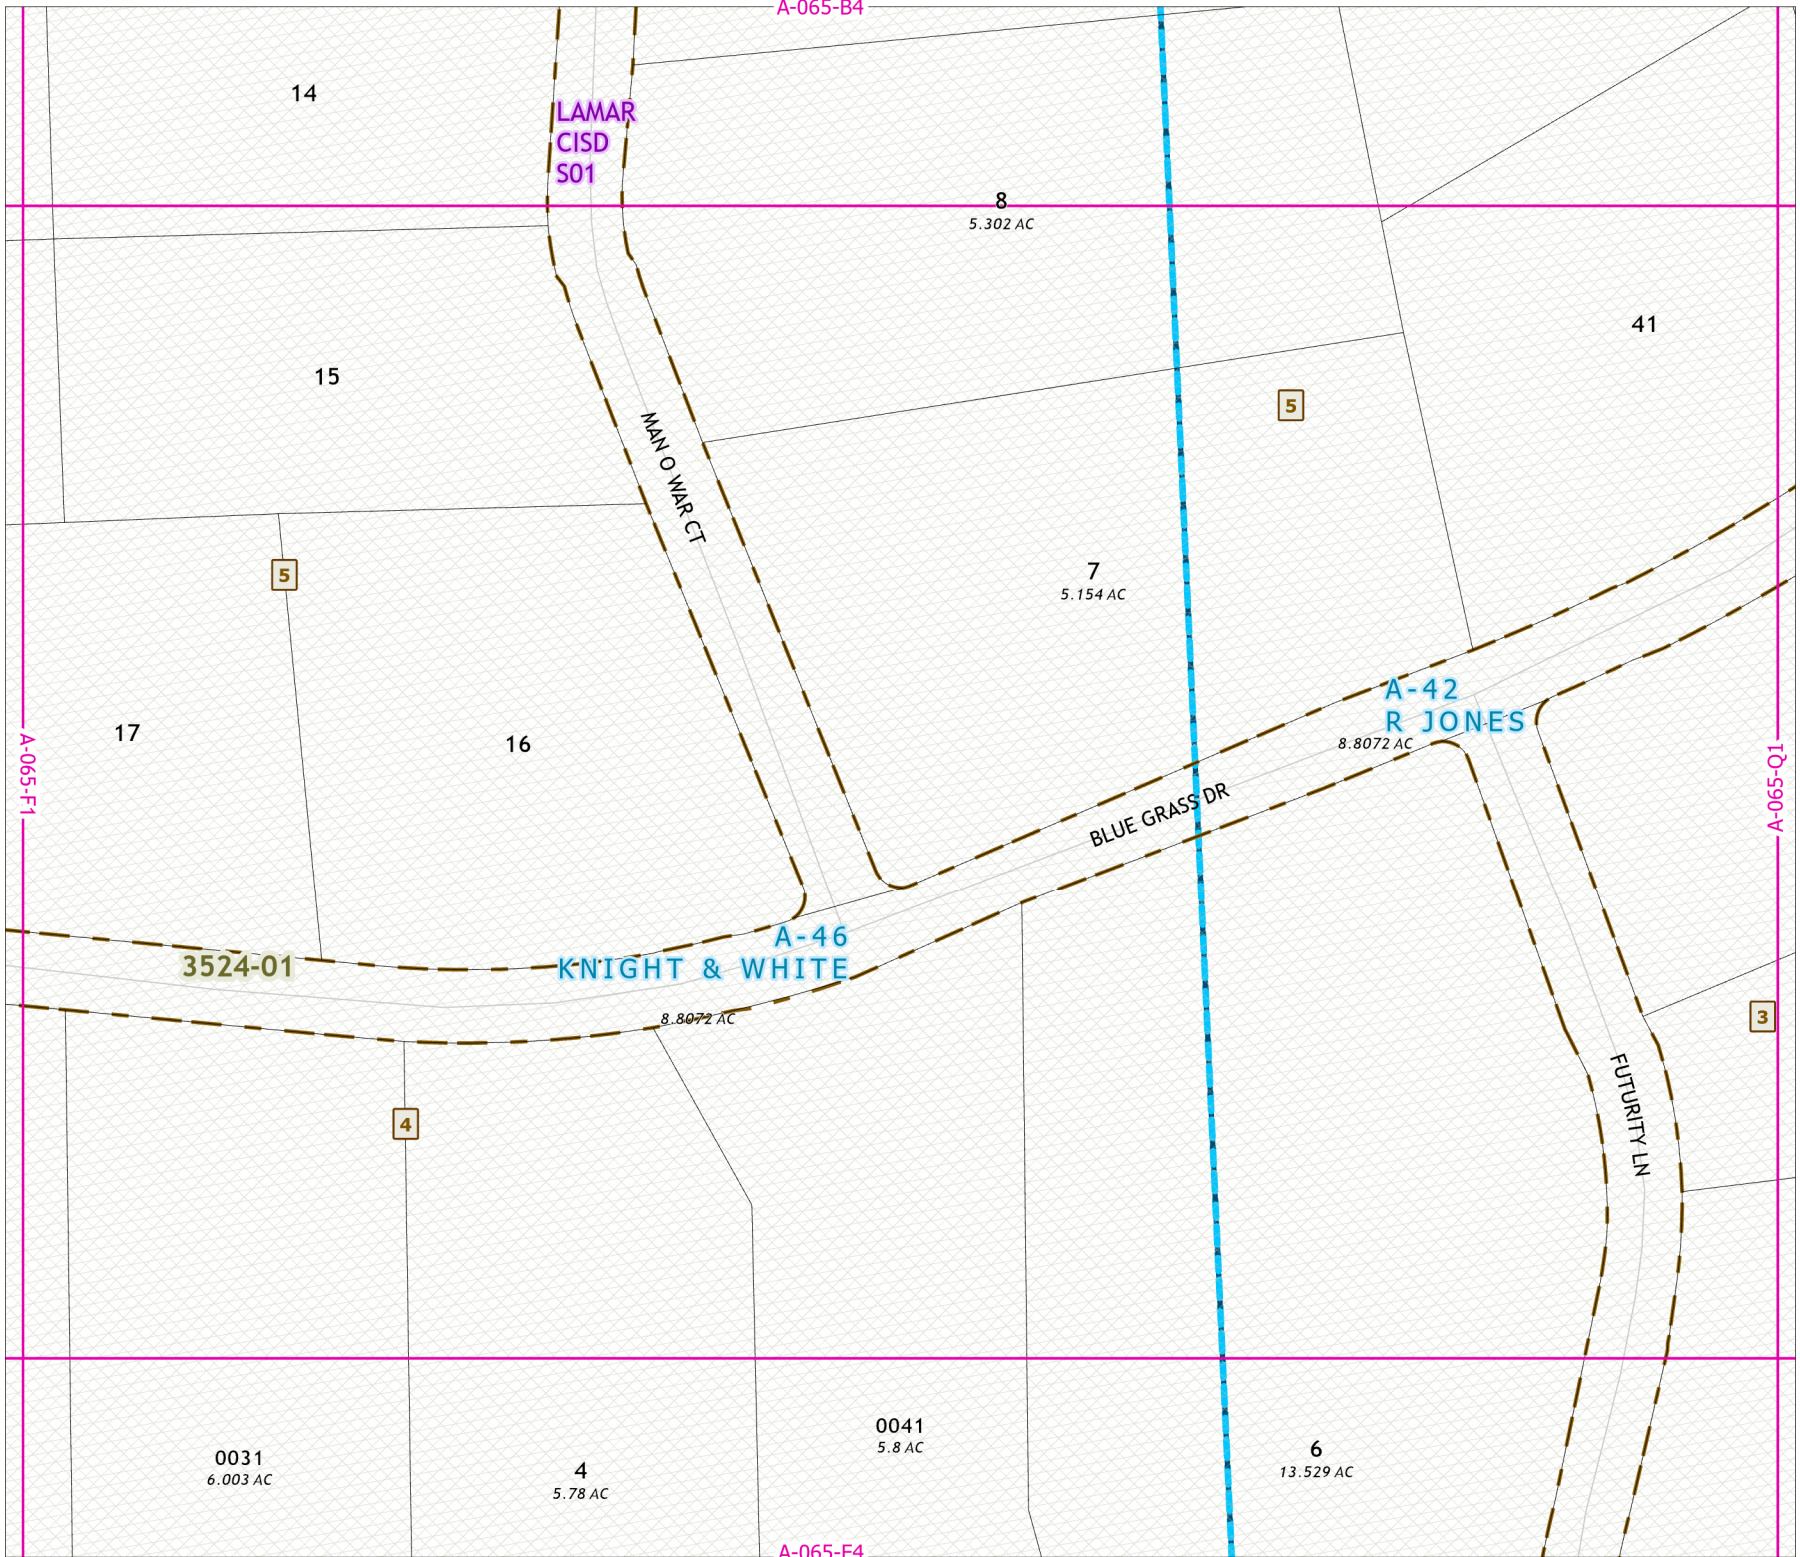 A-065-B4
14
LAMAR
CISD
S01
8
5.302 AC
41
15
5
MAN O WAR CT
7
5.154 AC
5
A-42
R JONES
8.8072 AC
17
16
A-065-F1
A-065-Q1
BLUE GRASS DR
A-46
KNIGHT & WHITE
3524-01
8.8072 AC
3
FUTURITY LN
4
0041
5.8 AC
6
13.529 AC
0031
6.003 AC
4
5.78 AC